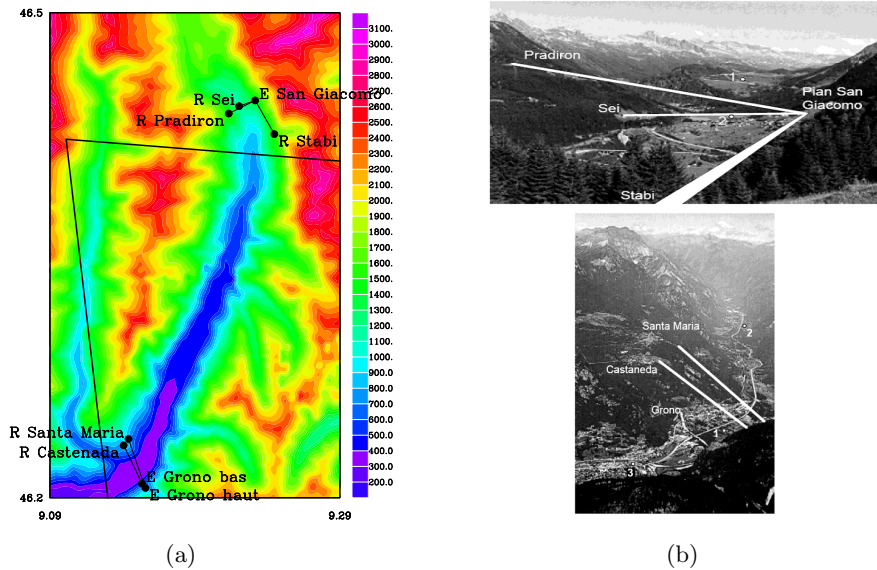 46.5
3100.
3000.
2900.
2800.
2700.
2600.
2500.
2400.
2300.
2200.
2100.
2000.
1900.
1800.
1700.
1600.
1500.
1400.
1300.
1200.
1100.
1000.
900.0
800.0
700.0
600.0
500.0
400.0
300.0
200.0
R Sei
E San Giacomo
R Pradiron
R Stabi
R Santa Maria
R Castenada
E Grono bas
E Grono haut
46.2
9.09
9.29
(a)
Pradiron
1
Plan San
Giacomo
Sei
2
Stabi
Santa Maria
2
Castaneda
Grono
1
3
(b)